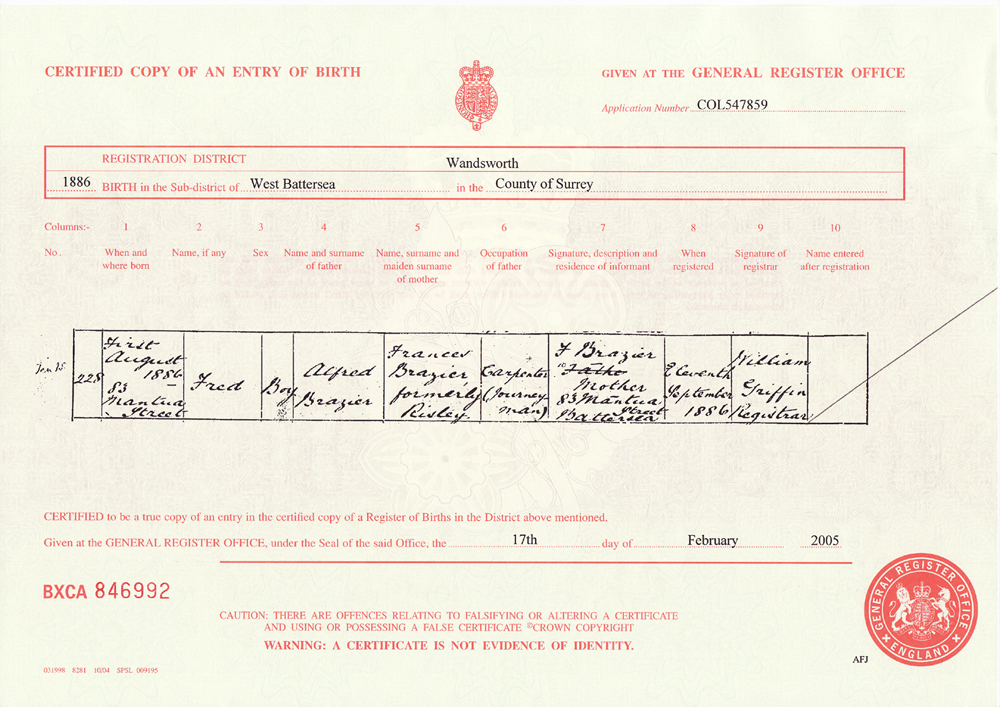 CERTIFIED COPY OF AN ENTRY OF BIRTH
GIVEN AT THE GENERAL REGISTER OFFICE
Application Number COL547859
REGISTRATION DISTRICT Wandsworth
1886 BIRTH in the Sub-district of West Battersea in the County of Surrey
Columns:- 1 2 3 4 5 6 7 8 9 10
No. When and where born Name, if any Sex Name and surname of father Name, surname and maiden surname of mother Occupation of father Signature, description and residence of informant When registered Signature of registrar Name entered after registration
228
First
August
1886
83
Mantua
Street
Fred
Boy
Alfred
Brazier
Frances
Brazier
formerly
Risley
Carpenter
(Journey
man)
F Brazier
Mother
83 Mantua
Street
Battersea
Eleventh
September
1886
William
Griffin
Registrar
CERTIFIED to be a true copy of an entry in the certified copy of a Register of Births in the District above mentioned.
Given at the GENERAL REGISTER OFFICE, under the Seal of the said Office, the 17th day of February 2005
BXCA 846992
CAUTION: THERE ARE OFFENCES RELATING TO FALSIFYING OR ALTERING A CERTIFICATE
AND USING OR POSSESSING A FALSE CERTIFICATE ©CROWN COPYRIGHT
WARNING: A CERTIFICATE IS NOT EVIDENCE OF IDENTITY.
GENERAL REGISTER OFFICE
ENGLAND
AFJ
031998 8281 10/04 SPSL 009195